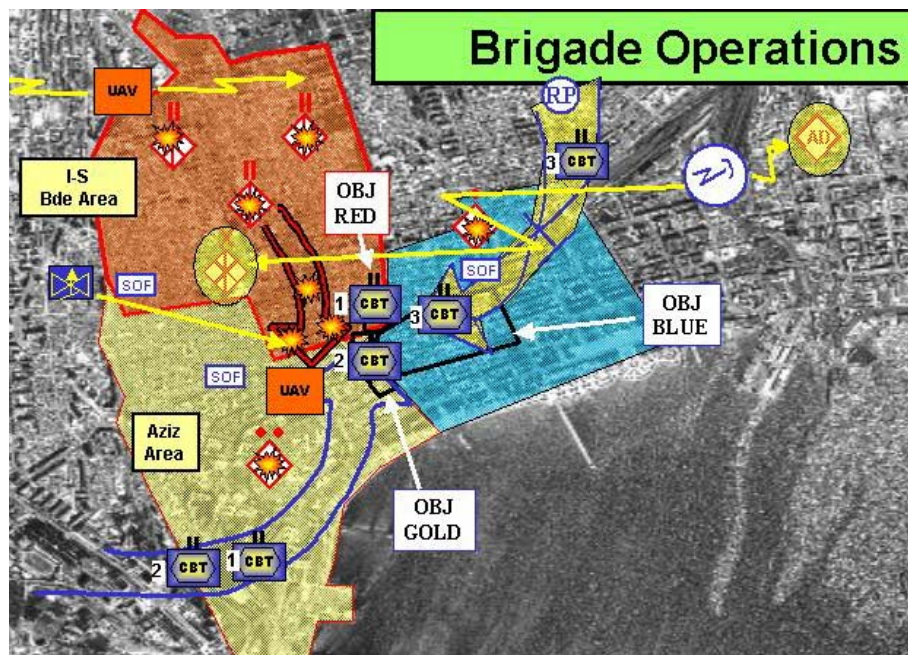 Brigade Operations
UAV
RP
AD
3
CBT
I-S
Bde Area
OBJ
RED
SOF
SOF
1
CBT
3
CBT
OBJ
BLUE
2
CBT
SOF
UAV
Aziz
Area
OBJ
GOLD
2
CBT
1
CBT